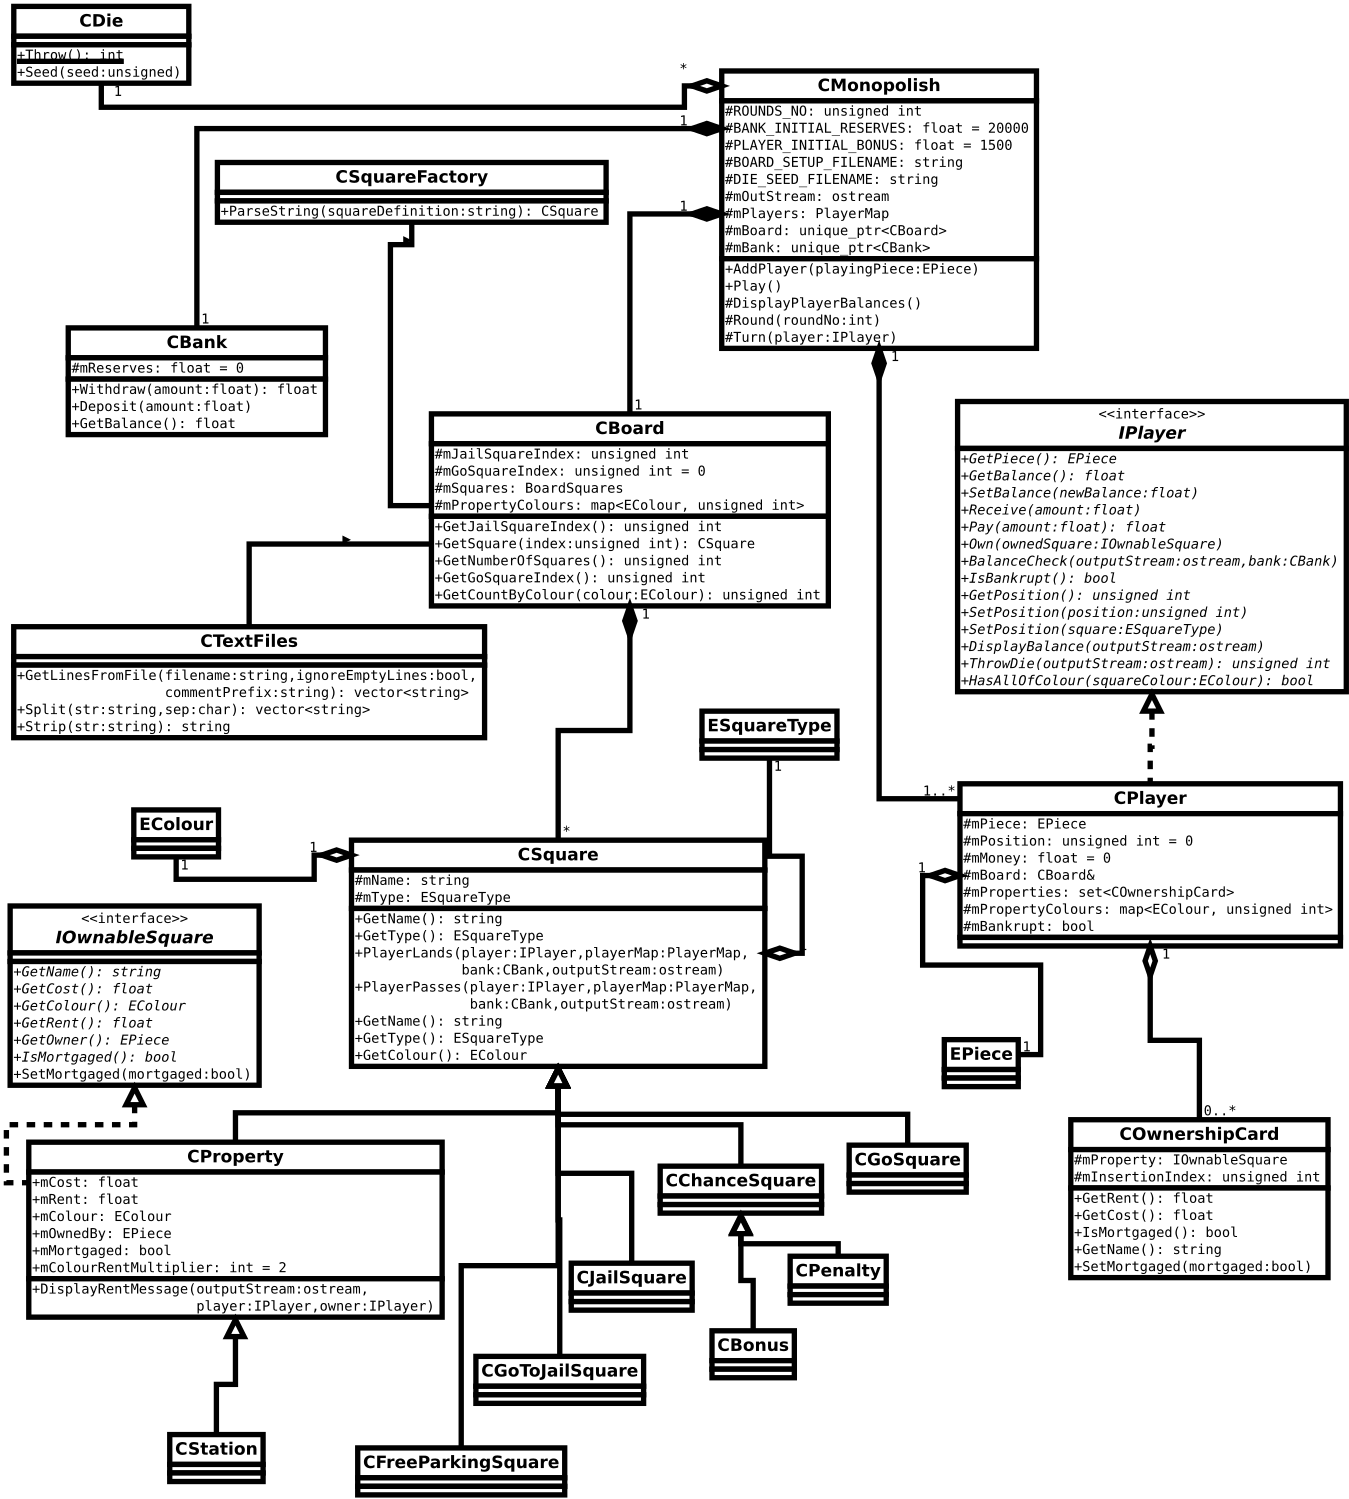 CDie
+Throw(): int
+Seed(seed:unsigned)
1
*
CMonopolish
#ROUNDS_NO: unsigned int
#BANK_INITIAL_RESERVES: float = 20000
#PLAYER_INITIAL_BONUS: float = 1500
#BOARD_SETUP_FILENAME: string
#DIE_SEED_FILENAME: string
#mOutStream: ostream
#mPlayers: PlayerMap
#mBoard: unique_ptr<CBoard>
#mBank: unique_ptr<CBank>
+AddPlayer(playingPiece:EPiece)
+Play()
#DisplayPlayerBalances()
#Round(roundNo:int)
#Turn(player:IPlayer)
1
1
1
CSquareFactory
+ParseString(squareDefinition:string): CSquare
1
CBank
#mReserves: float = 0
+Withdraw(amount:float): float
+Deposit(amount:float)
+GetBalance(): float
1
CBoard
#mJailSquareIndex: unsigned int
#mGoSquareIndex: unsigned int = 0
#mSquares: BoardSquares
#mPropertyColours: map<EColour, unsigned int>
+GetJailSquareIndex(): unsigned int
+GetSquare(index:unsigned int): CSquare
+GetNumberOfSquares(): unsigned int
+GetGoSquareIndex(): unsigned int
+GetCountByColour(colour:EColour): unsigned int
1
<<interface>>
IPlayer
+GetPiece(): EPiece
+GetBalance(): float
+SetBalance(newBalance:float)
+Receive(amount:float)
+Pay(amount:float): float
+Own(ownedSquare:IOwnableSquare)
+BalanceCheck(outputStream:ostream,bank:CBank)
+IsBankrupt(): bool
+GetPosition(): unsigned int
+SetPosition(position:unsigned int)
+SetPosition(square:ESquareType)
+DisplayBalance(outputStream:ostream)
+ThrowDie(outputStream:ostream): unsigned int
+HasAllOfColour(squareColour:EColour): bool
CTextFiles
+GetLinesFromFile(filename:string,ignoreEmptyLines:bool,
commentPrefix:string): vector<string>
+Split(str:string,sep:char): vector<string>
+Strip(str:string): string
ESquareType
1
1..*
CPlayer
#mPiece: EPiece
#mPosition: unsigned int = 0
#mMoney: float = 0
#mBoard: CBoard&
#mProperties: set<COwnershipCard>
#mPropertyColours: map<EColour, unsigned int>
#mBankrupt: bool
1
1
EColour
1
1
*
CSquare
#mName: string
#mType: ESquareType
+GetName(): string
+GetType(): ESquareType
+PlayerLands(player:IPlayer,playerMap:PlayerMap,
bank:CBank,outputStream:ostream)
+PlayerPasses(player:IPlayer,playerMap:PlayerMap,
bank:CBank,outputStream:ostream)
+GetName(): string
+GetType(): ESquareType
+GetColour(): EColour
<<interface>>
IOwnableSquare
+GetName(): string
+GetCost(): float
+GetColour(): EColour
+GetRent(): float
+GetOwner(): EPiece
+IsMortgaged(): bool
+SetMortgaged(mortgaged:bool)
EPiece
1
0..*
COwnershipCard
#mProperty: IOwnableSquare
#mInsertionIndex: unsigned int
+GetRent(): float
+GetCost(): float
+IsMortgaged(): bool
+GetName(): string
+SetMortgaged(mortgaged:bool)
CProperty
+mCost: float
+mRent: float
+mColour: EColour
+mOwnedBy: EPiece
+mMortgaged: bool
+mColourRentMultiplier: int = 2
+DisplayRentMessage(outputStream:ostream,
player:IPlayer,owner:IPlayer)
CGoSquare
CChanceSquare
CJailSquare
CPenalty
CBonus
CGoToJailSquare
CStation
CFreeParkingSquare